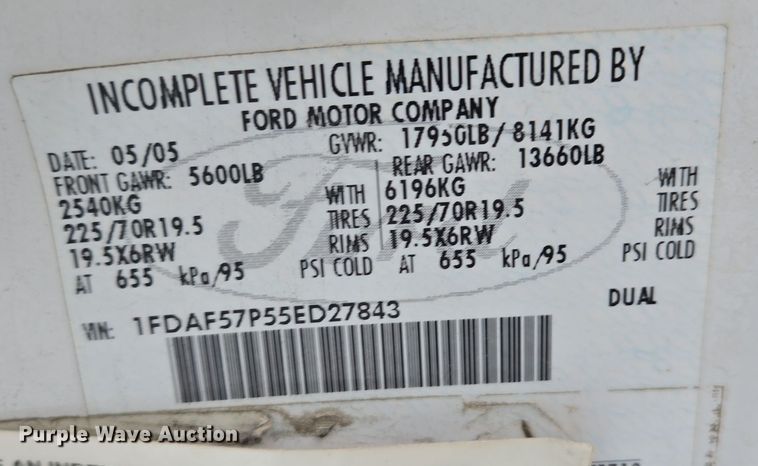 INCOMPLETE VEHICLE MANUFACTURED BY
FORD MOTOR COMPANY
DATE: 05/05 GVWR: 17950LB/ 8141KG
FRONT GAWR: 5600LB REAR GAWR: 13660LB
2540KG WITH 6196KG WITH
225/70R19.5 TIRES 225/70R19.5 TIRES
19.5X6RW RIMS 19.5X6RW RIMS
AT 655 kPa/95 PSI COLD AT 655 kPa/95 PSI COLD
DUAL
VIN: 1FDAF57P55ED27843
Purple Wave Auction